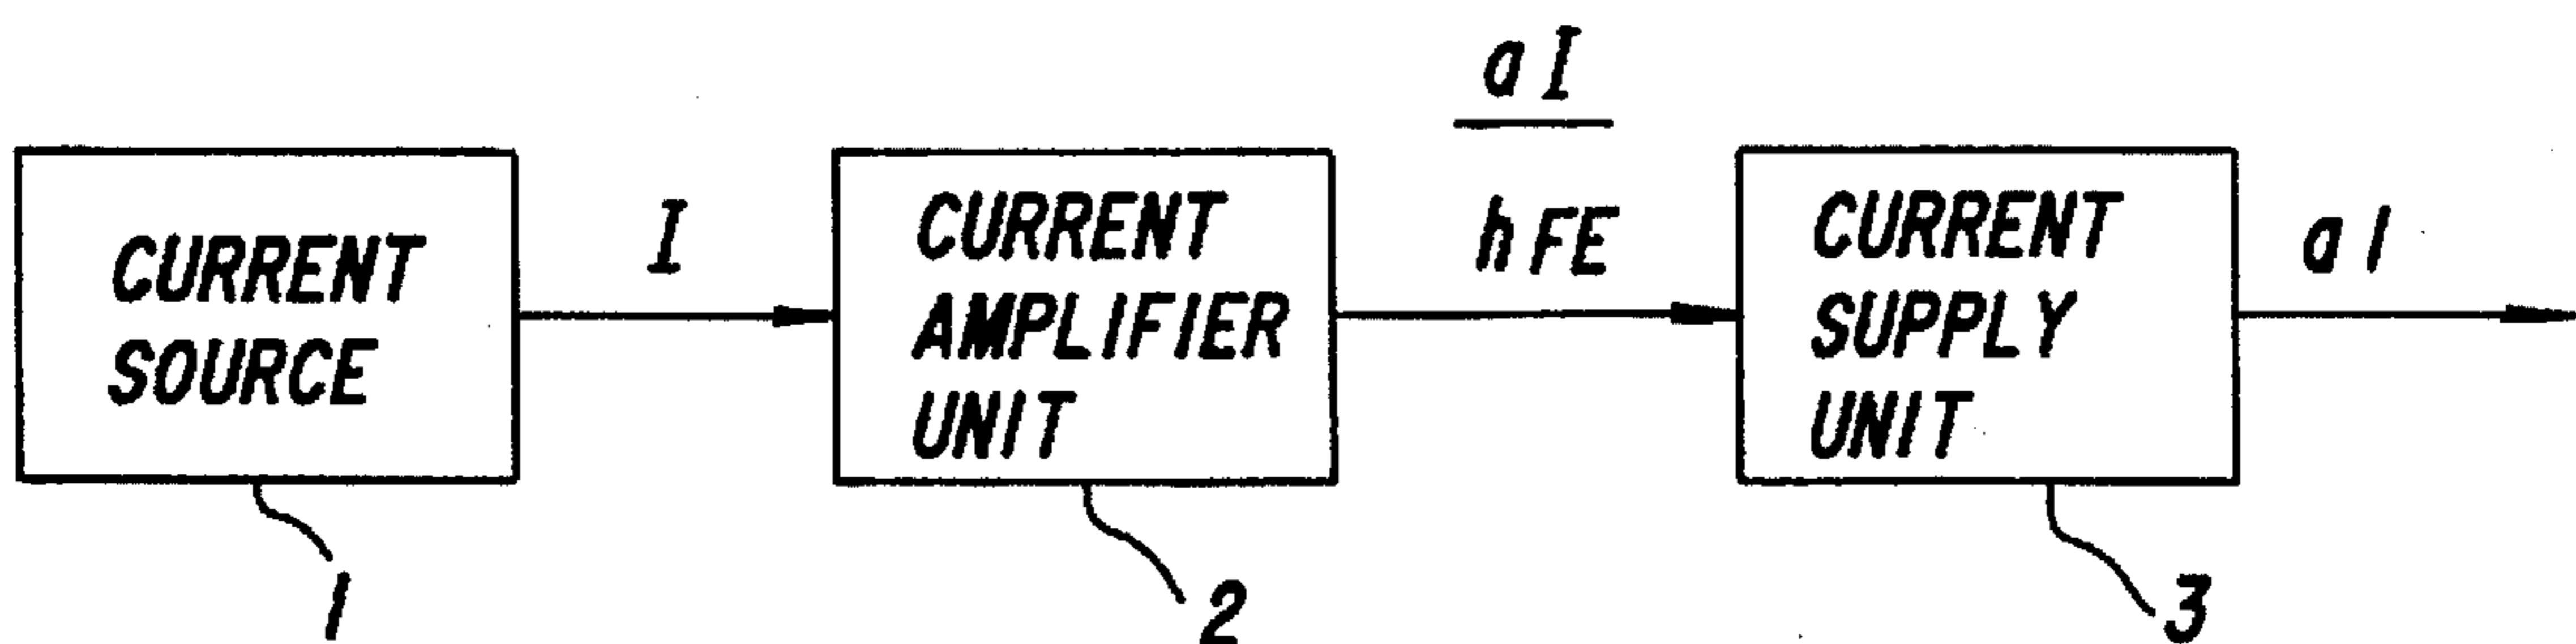 CURRENT
SOURCE
I
CURRENT
AMPLIFIER
UNIT
aI
hFE
CURRENT
SUPPLY
UNIT
aI
1
2
3